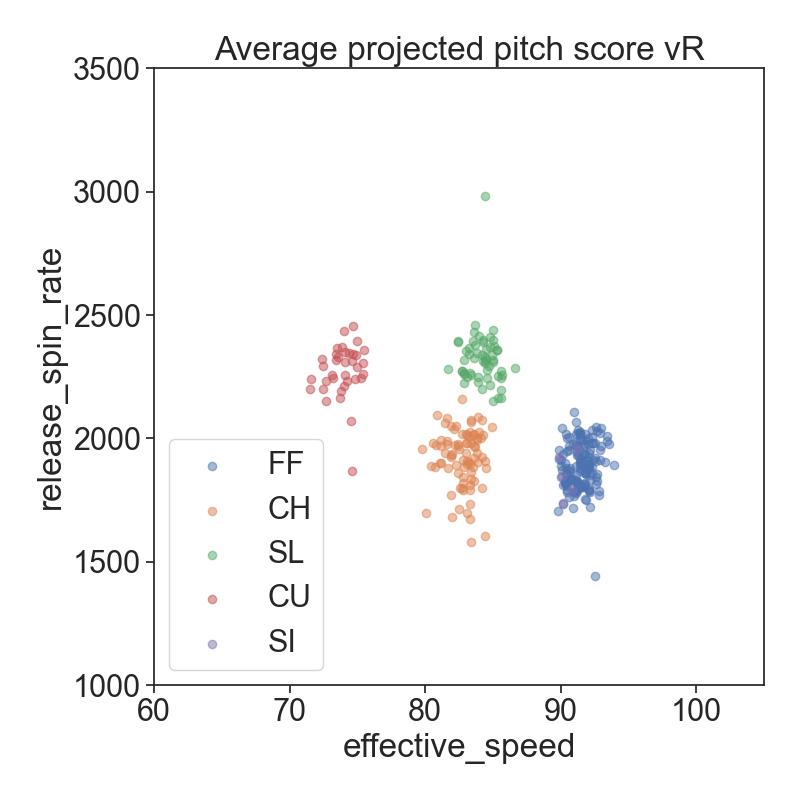 Average projected pitch score vR
3500
3000
2500
2000
1500
1000
release_spin_rate
FF
CH
SL
CU
SI
60 70 80 90 100
effective_speed